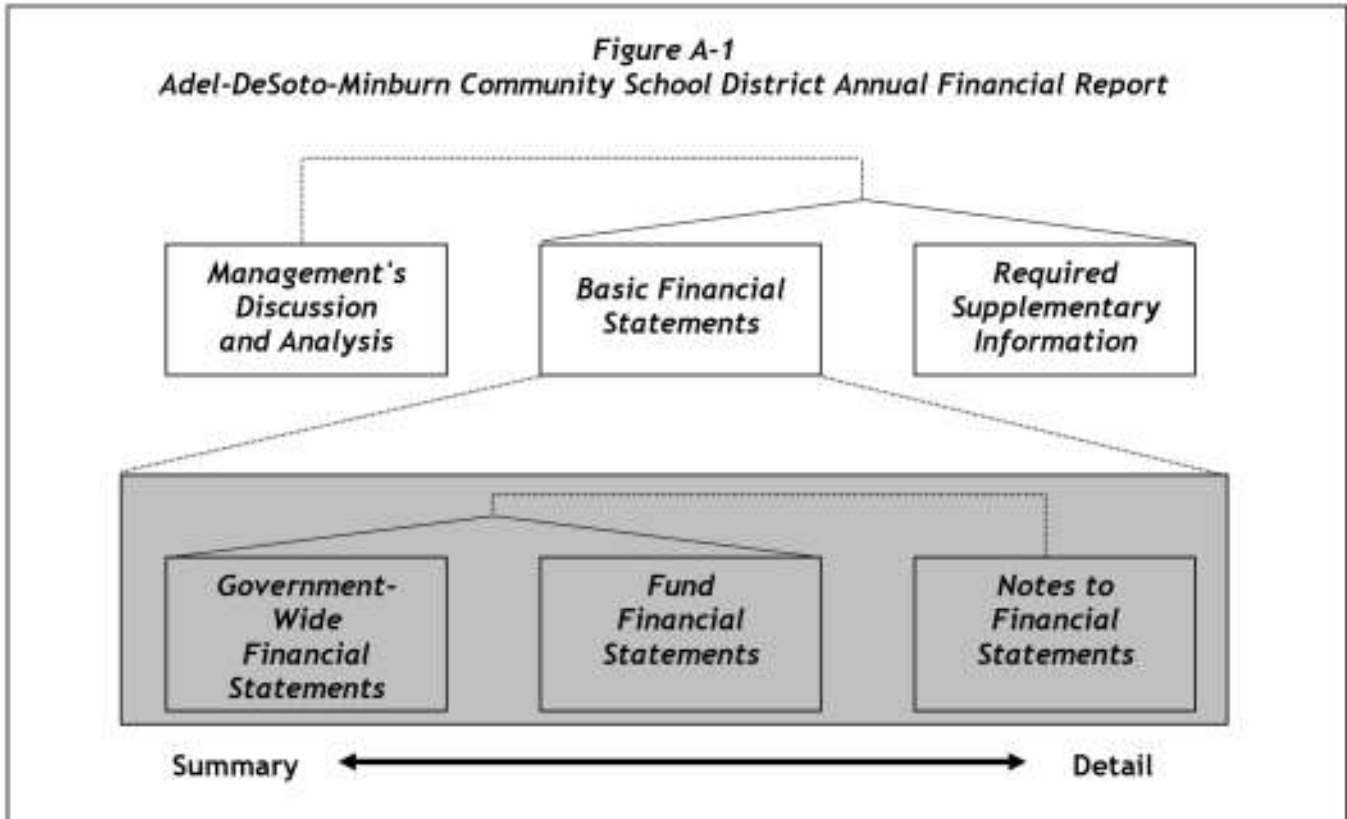 Figure A-1
Adel-DeSoto-Minburn Community School District Annual Financial Report
Management's
Discussion
and Analysis
Basic Financial
Statements
Required
Supplementary
Information
Government-
Wide
Financial
Statements
Fund
Financial
Statements
Notes to
Financial
Statements
Summary
Detail